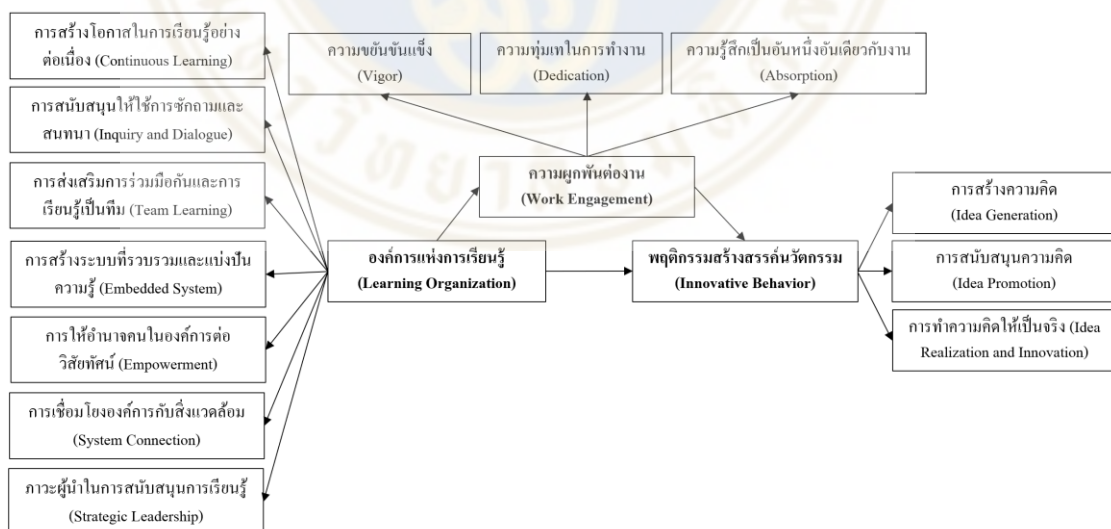 การสร้างโอกาสในการเรียนรู้อย่าง
ต่อเนื่อง (Continuous Learning)
การสนับสนุนให้ใช้การซักถามและ
สนทนา (Inquiry and Dialogue)
การส่งเสริมการร่วมมือกันและการ
เรียนรู้เป็นทีม (Team Learning)
การสร้างระบบที่รวบรวมและแบ่งปัน
ความรู้ (Embedded System)
การให้อำนาจคนในองค์การต่อ
วิสัยทัศน์ (Empowerment)
การเชื่อมโยงองค์การกับสิ่งแวดล้อม
(System Connection)
ภาวะผู้นำในการสนับสนุนการเรียนรู้
(Strategic Leadership)
ความขยันขันแข็ง
(Vigor)
ความทุ่มเทในการทำงาน
(Dedication)
ความรู้สึกเป็นอันหนึ่งอันเดียวกับงาน
(Absorption)
ความผูกพันต่องาน
(Work Engagement)
องค์การแห่งการเรียนรู้
(Learning Organization)
พฤติกรรมสร้างสรรค์นวัตกรรม
(Innovative Behavior)
การสร้างความคิด
(Idea Generation)
การสนับสนุนความคิด
(Idea Promotion)
การทำความคิดให้เป็นจริง (Idea
Realization and Innovation)